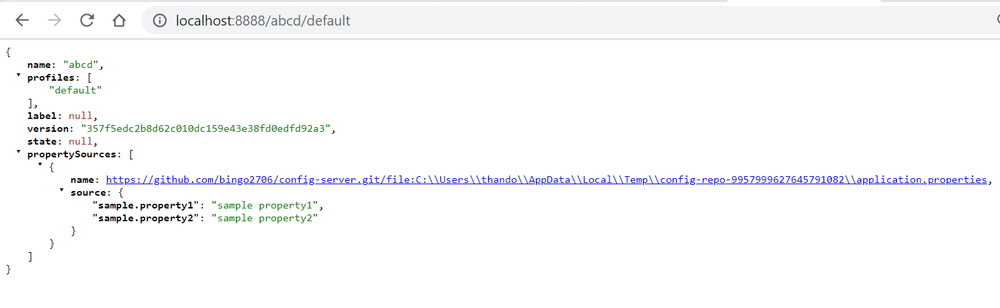 localhost:8888/abcd/default
{
name: "abcd",
profiles: [
"default"
],
label: null,
version: "357f5edc2b8d62c010dc159e43e38fd0edfd92a3",
state: null,
propertySources: [
{
name: https://github.com/bingo2706/config-server.git/file:C:\\Users\\thando\\AppData\\Local\\Temp\\config-repo-9957999627645791082\\application.properties,
source: {
"sample.property1": "sample property1",
"sample.property2": "sample property2"
}
}
]
}